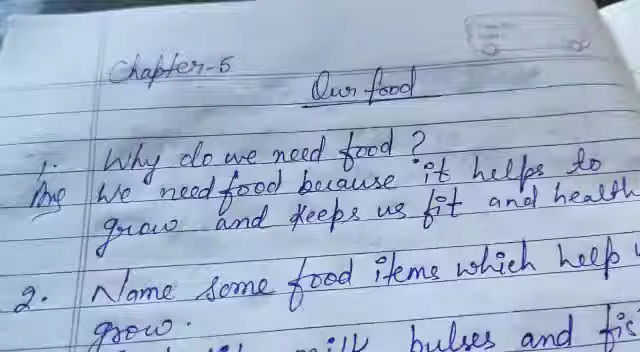 Chapter-5
Our food
1. Why do we need food ?
Ans We need food because it helps to
grow and keeps us fit and health
2. Name some food items which help
grow.
milk pulses and